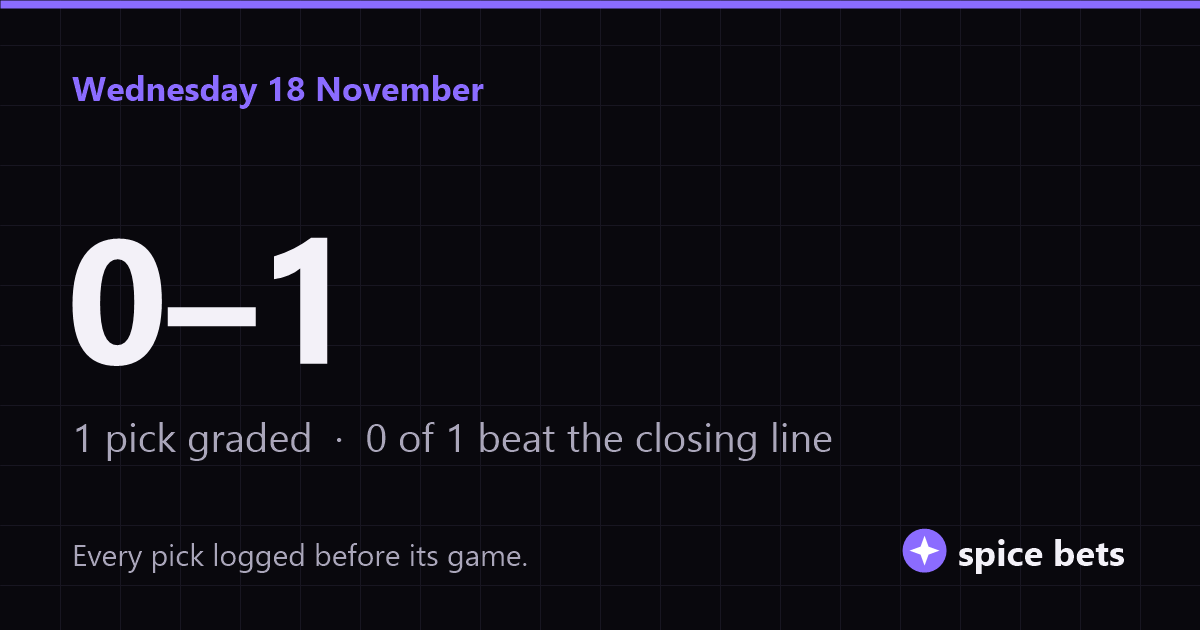 Wednesday 18 November
0–1
1 pick graded · 0 of 1 beat the closing line
Every pick logged before its game.
spice bets